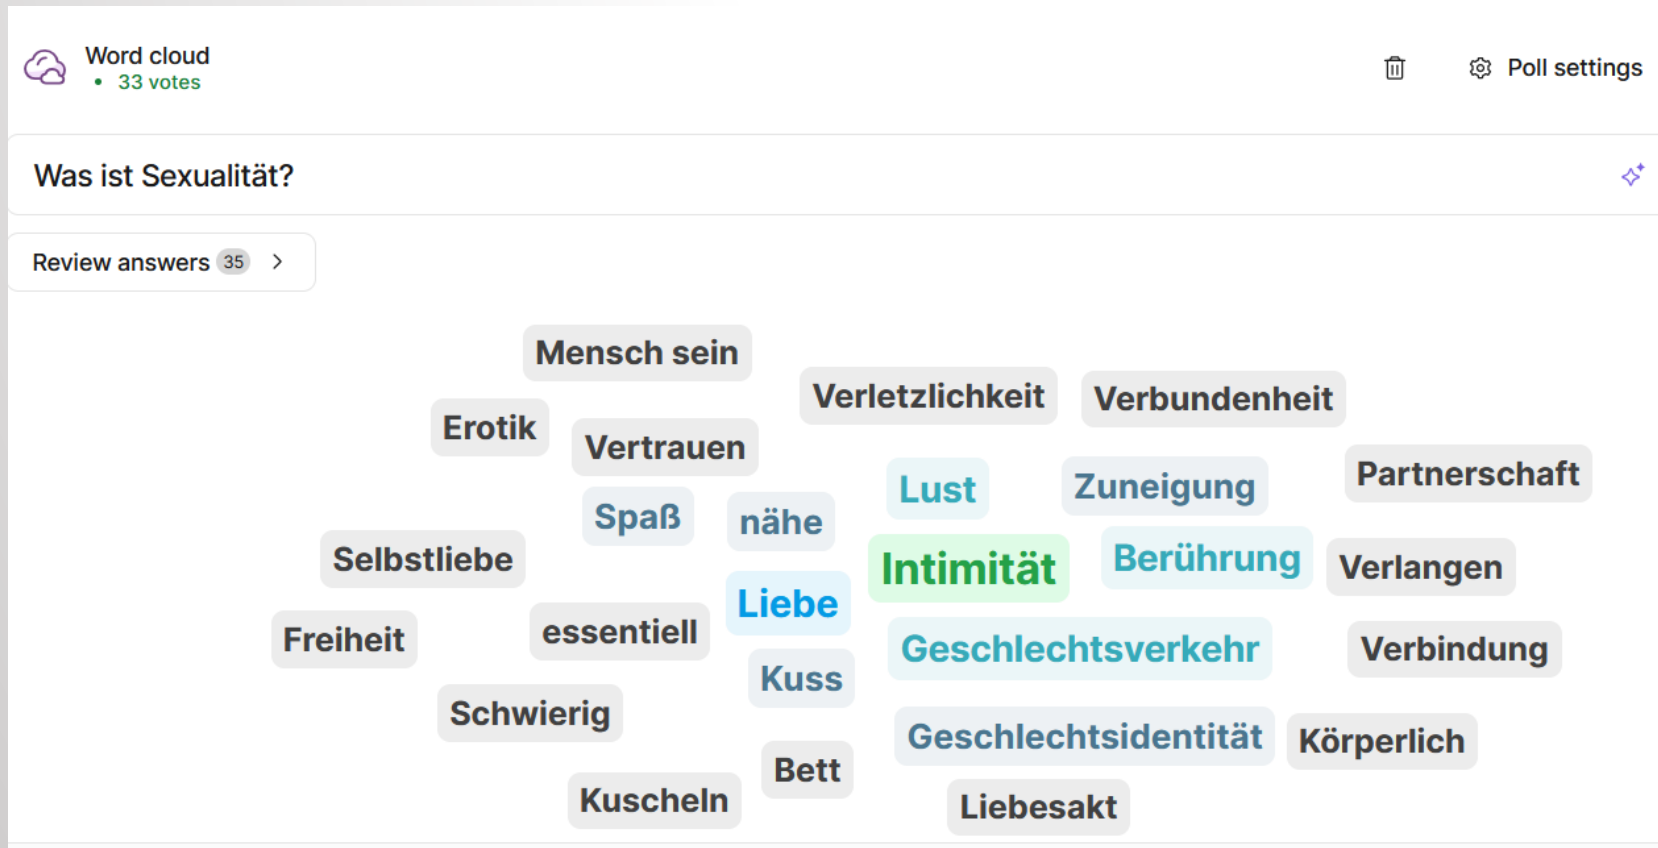 Word cloud
• 33 votes
Poll settings
Was ist Sexualität?
Review answers 35
Mensch sein
Verletzlichkeit
Verbundenheit
Erotik
Vertrauen
Partnerschaft
Lust
Zuneigung
Spaß
nähe
Selbstliebe
Intimität
Berührung
Verlangen
Liebe
Freiheit
essentiell
Geschlechtsverkehr
Verbindung
Kuss
Schwierig
Geschlechtsidentität
Körperlich
Bett
Kuscheln
Liebesakt